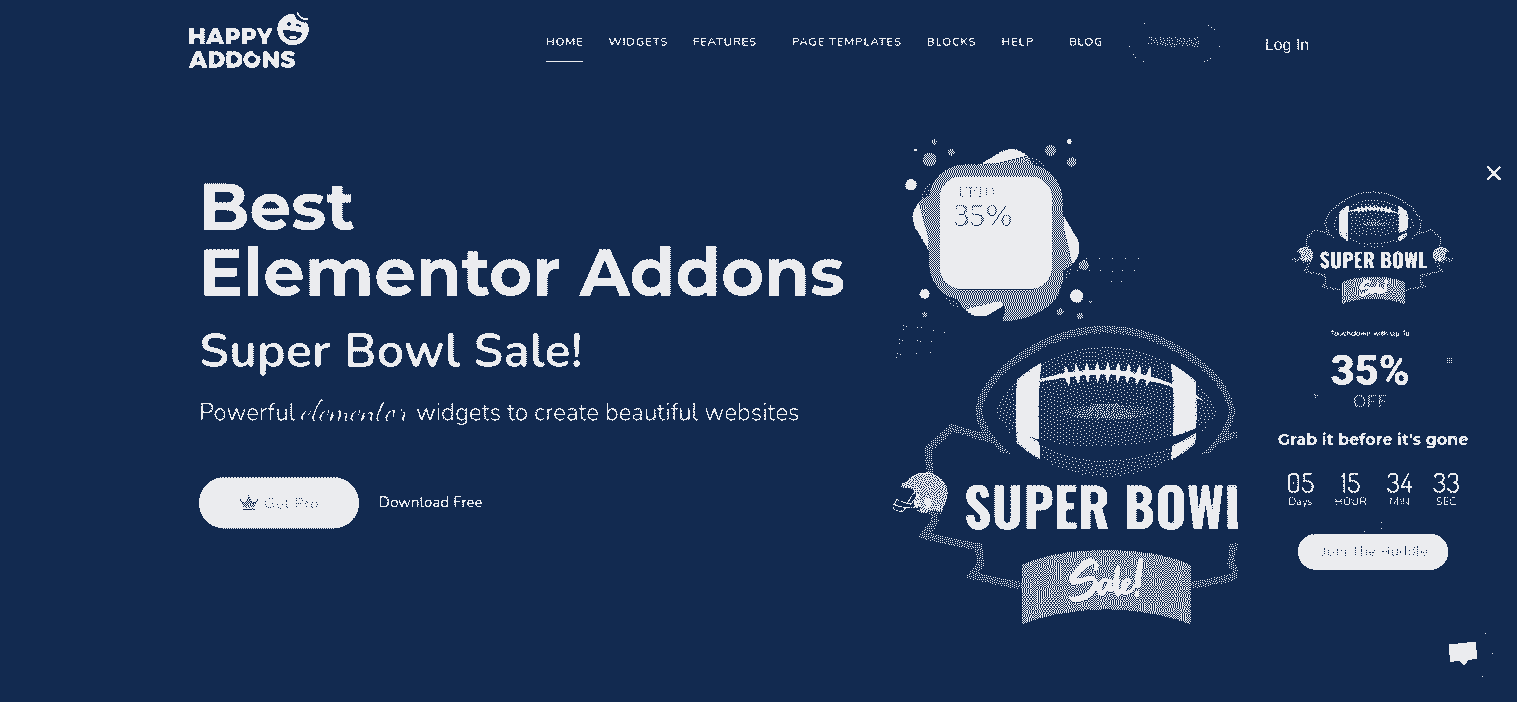 HAPPY
ADDONS
HOME WIDGETS FEATURES PAGE TEMPLATES BLOCKS HELP BLOG
Log In
Best
Elementor Addons
Super Bowl Sale!
Powerful elementor widgets to create beautiful websites
Get Pro
Download Free
35%
SUPER BOWL
Sale!
SUPER BOWL
Sale!
Touchdown with Up To
35%
OFF
Grab it before it's gone
05 15 34 33
Days HOUR MIN SEC
Join The Huddle